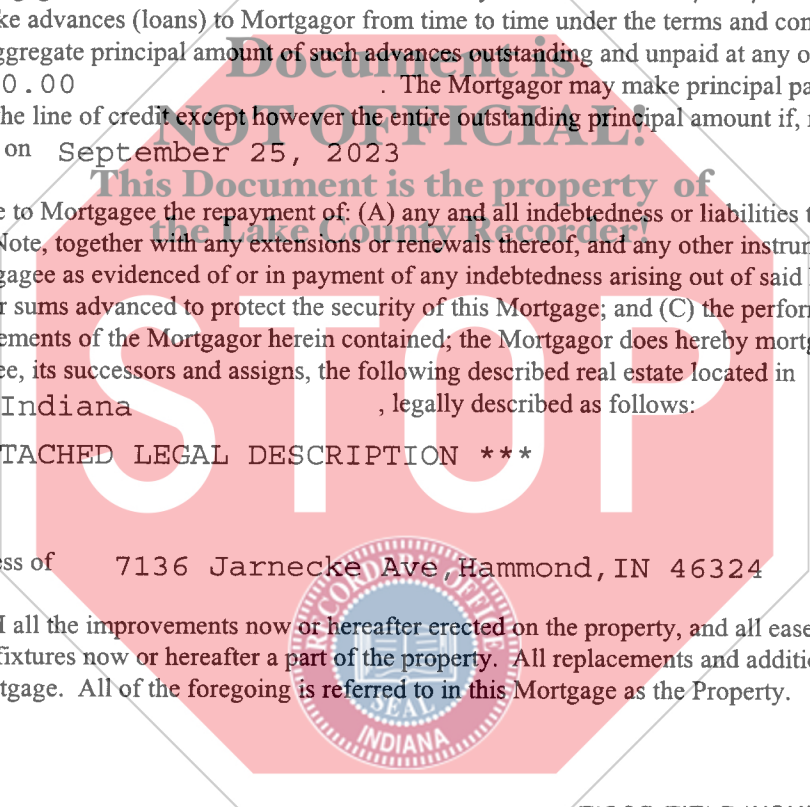 ke advances (loans) to Mortgagor from time to time under the terms and con
ggregate principal amount of such advances outstanding and unpaid at any o
Document is
0.00 . The Mortgagor may make principal pa
he line of credit except however the entire outstanding principal amount if,
NOT OFFICIAL!
on September 25, 2023
This Document is the property of
e to Mortgagee the repayment of: (A) any and all indebtedness or liabilities t
the Lake County Recorder!
Note, together with any extensions or renewals thereof, and any other instrum
gagee as evidenced of or in payment of any indebtedness arising out of said
r sums advanced to protect the security of this Mortgage; and (C) the perform
ements of the Mortgagor herein contained; the Mortgagor does hereby mortg
ee, its successors and assigns, the following described real estate located in
STOP
Indiana , legally described as follows:
TACHED LEGAL DESCRIPTION ***
ess of 7136 Jarnecke Ave,Hammond,IN 46324
RECORDER'S OFFICE
all the improvements now or hereafter erected on the property, and all ease
fixtures now or hereafter a part of the property. All replacements and additio
tgage. All of the foregoing is referred to in this Mortgage as the Property.
SEAL
INDIANA